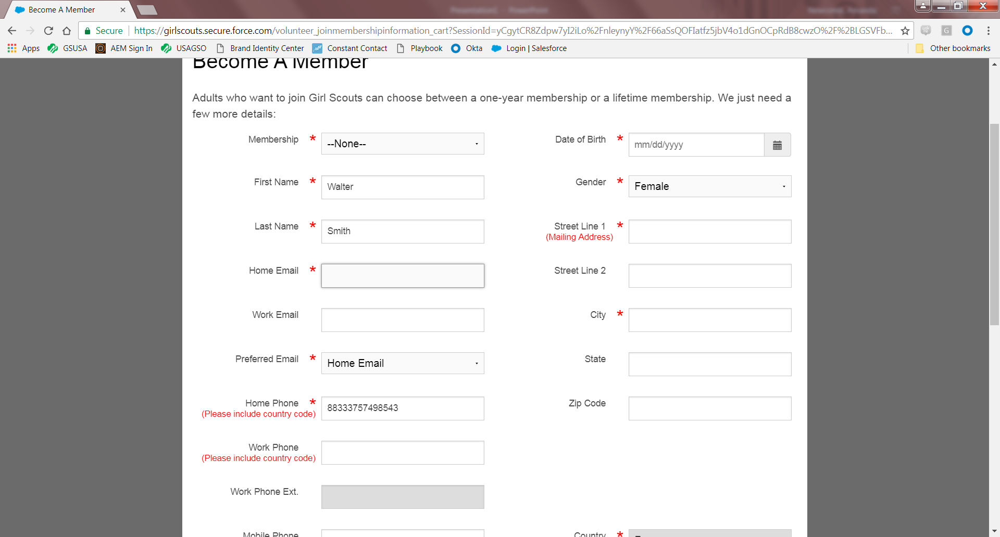 Become A Member
Secure
https://girlscouts.secure.force.com/volunteer_joinmembershipinformation_cart?SessionId=yCgytCR8Zdpw7yI2iLo%2FnleynyY%2F66aSsQOFIatfz5jbV4o1dGnOCpRdB8cwzO%2F%2BLGSVFb...
Apps GSUSA AEM Sign In USAGSO Brand Identity Center Constant Contact Playbook Okta Login | Salesforce Other bookmarks
Become A Member
Adults who want to join Girl Scouts can choose between a one-year membership or a lifetime membership. We just need a
few more details:
Membership * --None--
Date of Birth * mm/dd/yyyy
First Name * Walter
Gender * Female
Last Name * Smith
Street Line 1 *
(Mailing Address)
Home Email *
Street Line 2
Work Email
City *
Preferred Email * Home Email
State
Home Phone * 88333757498543
(Please include country code)
Zip Code
Work Phone
(Please include country code)
Work Phone Ext.
Mobile Phone
Country *